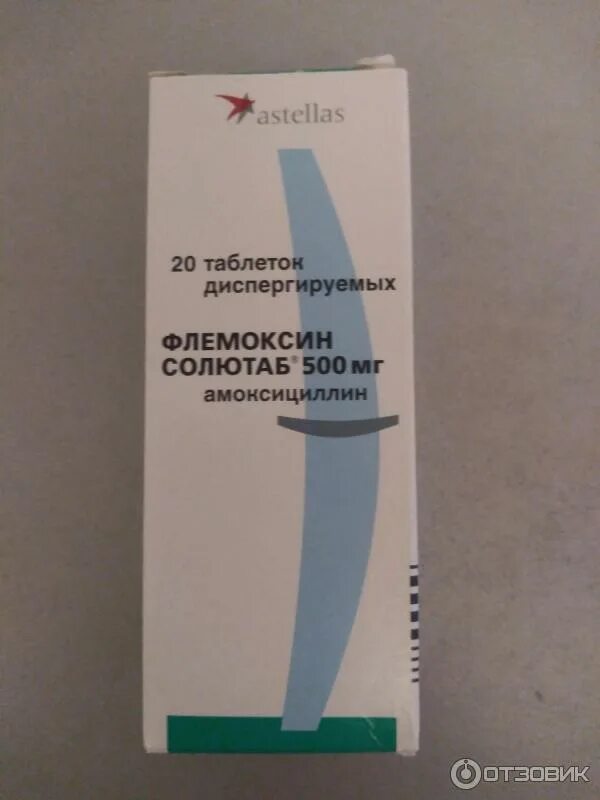 astellas
20 таблеток
диспергируемых
ФЛЕМОКСИН
СОЛЮТАБ® 500 мг
амоксициллин
ОТЗОВИК